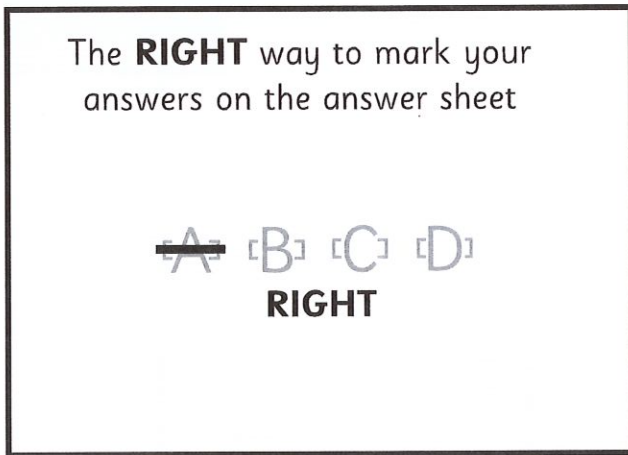 The RIGHT way to mark your
answers on the answer sheet
[A] [B] [C] [D]
RIGHT